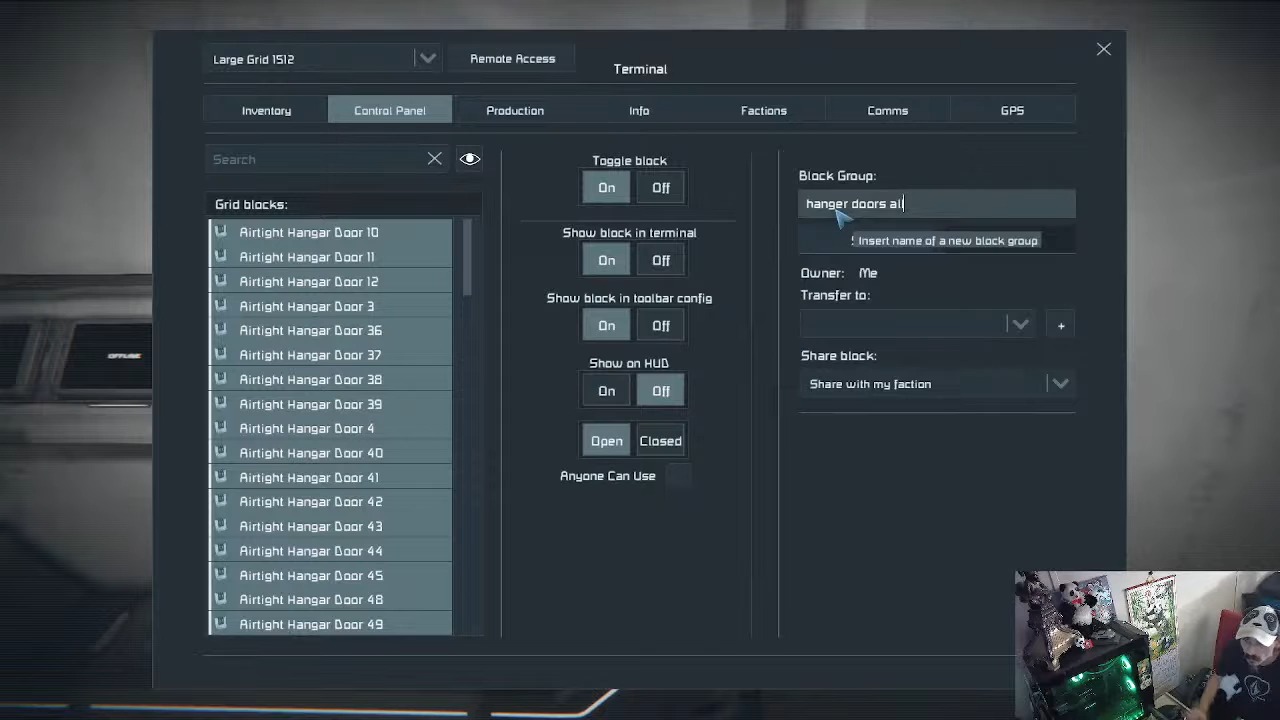 Large Grid 1512
Remote Access
Terminal
Inventory
Control Panel
Production
Info
Factions
Comms
GPS
Search
Grid blocks:
Airtight Hangar Door 10
Airtight Hangar Door 11
Airtight Hangar Door 12
Airtight Hangar Door 3
Airtight Hangar Door 36
Airtight Hangar Door 37
Airtight Hangar Door 38
Airtight Hangar Door 39
Airtight Hangar Door 4
Airtight Hangar Door 40
Airtight Hangar Door 41
Airtight Hangar Door 42
Airtight Hangar Door 43
Airtight Hangar Door 44
Airtight Hangar Door 45
Airtight Hangar Door 48
Airtight Hangar Door 49
Toggle block
On Off
Show block in terminal
On Off
Show block in toolbar config
On Off
Show on HUD
On Off
Open Closed
Anyone Can Use
Block Group:
hanger doors all
Insert name of a new block group
Owner: Me
Transfer to:
+
Share block:
Share with my faction
OFFLINE